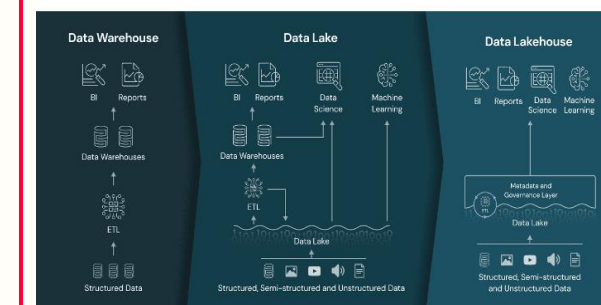 Data Warehouse
BI Reports
Data Warehouses
ETL
Structured Data
Data Lake
BI Reports Data Science Machine Learning
Data Warehouses
ETL
Data Lake
Structured, Semi-structured and Unstructured Data
Data Lakehouse
BI Reports Data Science Machine Learning
Metadata and
Governance Layer
ETL
Data Lake
Structured, Semi-structured
and Unstructured Data